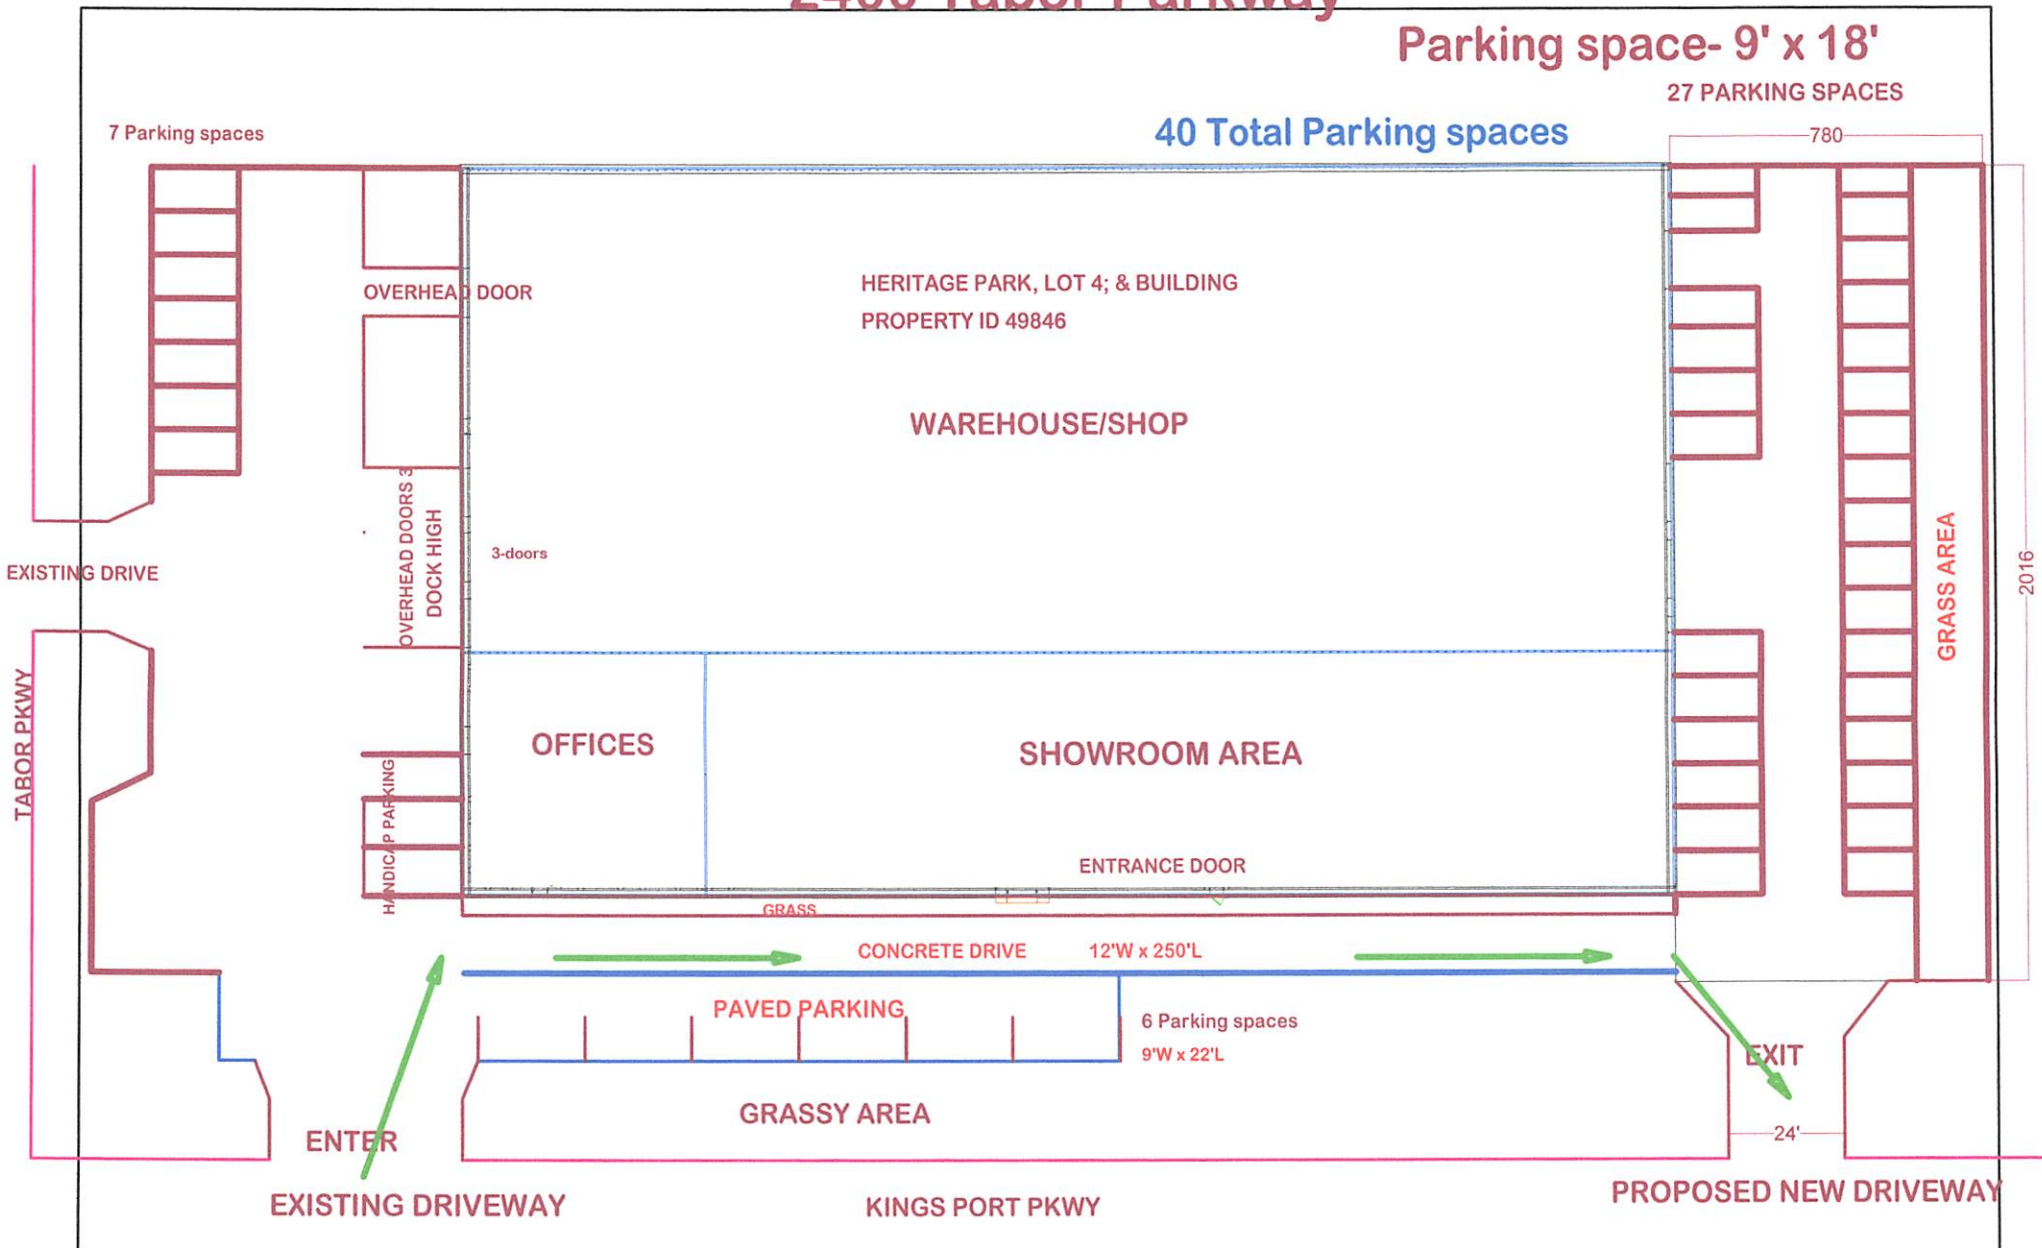 Parking space- 9' x 18'
27 PARKING SPACES
7 Parking spaces
40 Total Parking spaces
780
OVERHEAD DOOR
HERITAGE PARK, LOT 4; & BUILDING
PROPERTY ID 49846
WAREHOUSE/SHOP
OVERHEAD DOORS 3
DOCK HIGH
3-doors
EXISTING DRIVE
GRASS AREA
2016
TABOR PKWY
OFFICES
SHOWROOM AREA
HANDICAP PARKING
ENTRANCE DOOR
GRASS
CONCRETE DRIVE 12'W x 250'L
PAVED PARKING
6 Parking spaces
9'W x 22'L
EXIT
GRASSY AREA
ENTER
24'
EXISTING DRIVEWAY
KINGS PORT PKWY
PROPOSED NEW DRIVEWAY